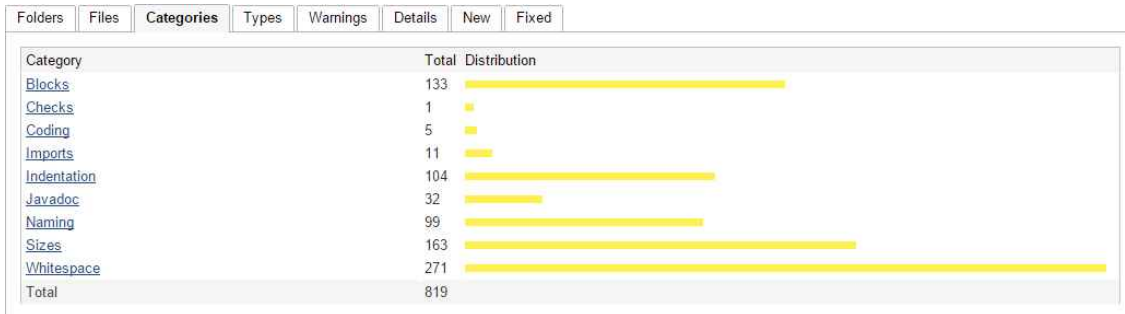 Folders Files Categories Types Warnings Details New Fixed
Category Total Distribution
Blocks 133
Checks 1
Coding 5
Imports 11
Indentation 104
Javadoc 32
Naming 99
Sizes 163
Whitespace 271
Total 819